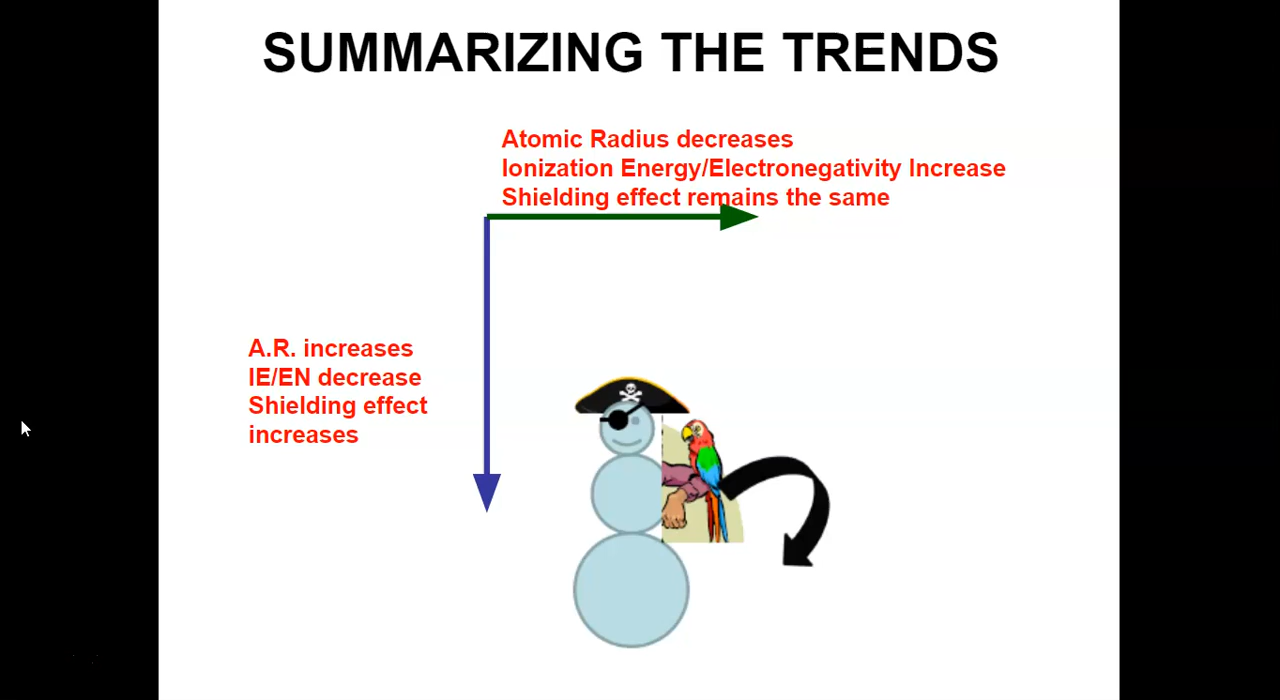 SUMMARIZING THE TRENDS
Atomic Radius decreases
Ionization Energy/Electronegativity Increase
Shielding effect remains the same
A.R. increases
IE/EN decrease
Shielding effect
increases